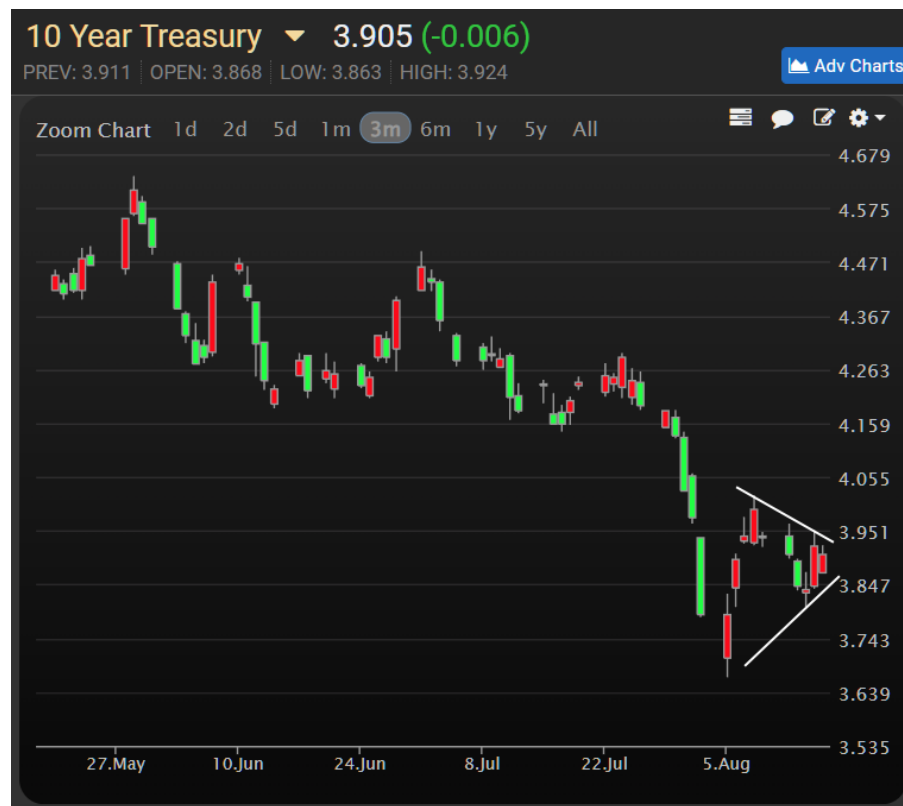 10 Year Treasury 3.905 (-0.006)
PREV: 3.911 OPEN: 3.868 LOW: 3.863 HIGH: 3.924
Adv Charts
Zoom Chart 1d 2d 5d 1m 3m 6m 1y 5y All
4.679
4.575
4.471
4.367
4.263
4.159
4.055
3.951
3.847
3.743
3.639
3.535
27.May 10.Jun 24.Jun 8.Jul 22.Jul 5.Aug